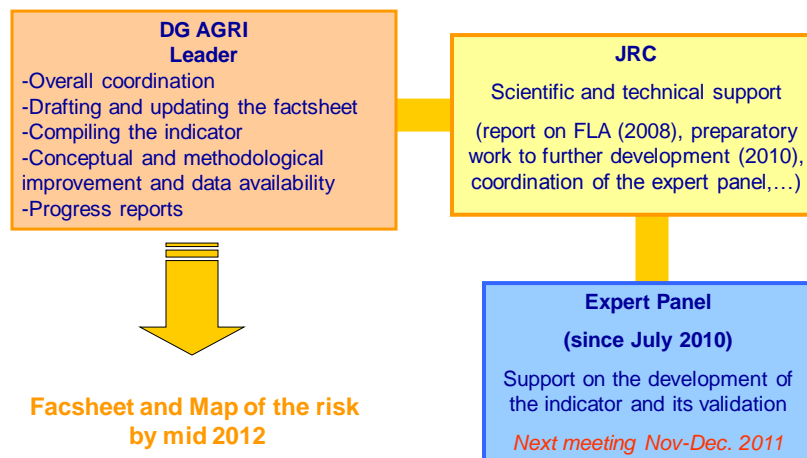 DG AGRI
Leader
-Overall coordination
-Drafting and updating the factsheet
-Compiling the indicator
-Conceptual and methodological
improvement and data availability
-Progress reports
JRC
Scientific and technical support
(report on FLA (2008), preparatory
work to further development (2010),
coordination of the expert panel,…)
Expert Panel
(since July 2010)
Support on the development of
the indicator and its validation
Next meeting Nov-Dec. 2011
Facsheet and Map of the risk
by mid 2012